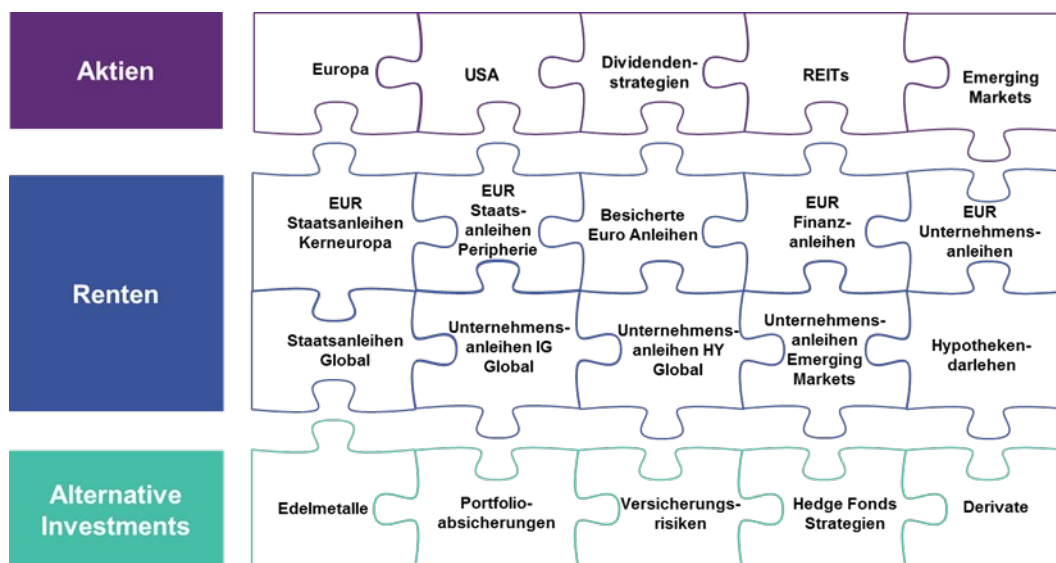 Aktien
Europa
USA
Dividenden-
strategien
REITs
Emerging
Markets
Renten
EUR
Staatsanleihen
Kerneuropa
EUR
Staats-
anleihen
Peripherie
Besicherte
Euro Anleihen
EUR
Finanz-
anleihen
EUR
Unternehmens-
anleihen
Staatsanleihen
Global
Unternehmens-
anleihen IG
Global
Unternehmens-
anleihen HY
Global
Unternehmens-
anleihen
Emerging
Markets
Hypotheken-
darlehen
Alternative
Investments
Edelmetalle
Portfolio-
absicherungen
Versicherungs-
risiken
Hedge Fonds
Strategien
Derivate